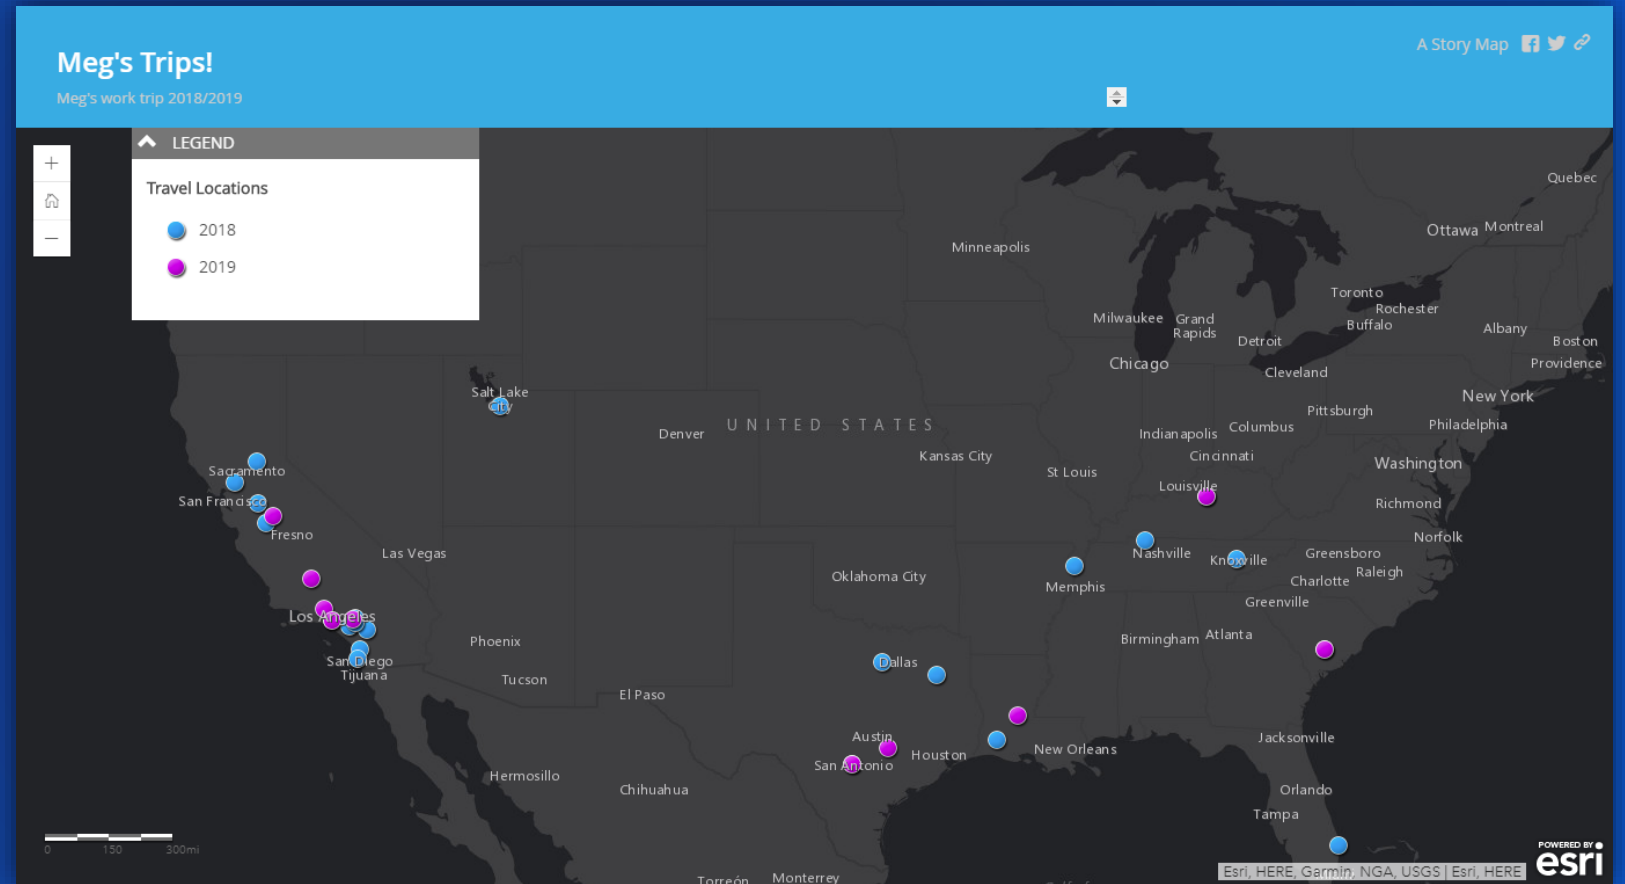 Meg's Trips!
Meg's work trip 2018/2019
A Story Map
LEGEND
Travel Locations
2018
2019
Quebec
Ottawa
Montreal
Minneapolis
Toronto
Rochester
Milwaukee
Grand
Rapids
Buffalo
Albany
Detroit
Boston
Chicago
Providence
Cleveland
Salt Lake
City
New York
Pittsburgh
UNITED STATES
Philadelphia
Denver
Indianapolis
Columbus
Kansas City
Cincinnati
Washington
Sacramento
St Louis
Louisville
San Francisco
Richmond
Fresno
Norfolk
Las Vegas
Nashville
Knoxville
Greensboro
Raleigh
Oklahoma City
Memphis
Charlotte
Greenville
Los Angeles
Phoenix
Birmingham
Atlanta
San Diego
Dallas
Tijuana
Tucson
El Paso
Austin
Jacksonville
Houston
New Orleans
San Antonio
Hermosillo
Chihuahua
Orlando
Tampa
0 150 300mi
POWERED BY
esri
Esri, HERE, Garmin, NGA, USGS | Esri, HERE
Torreón
Monterrey